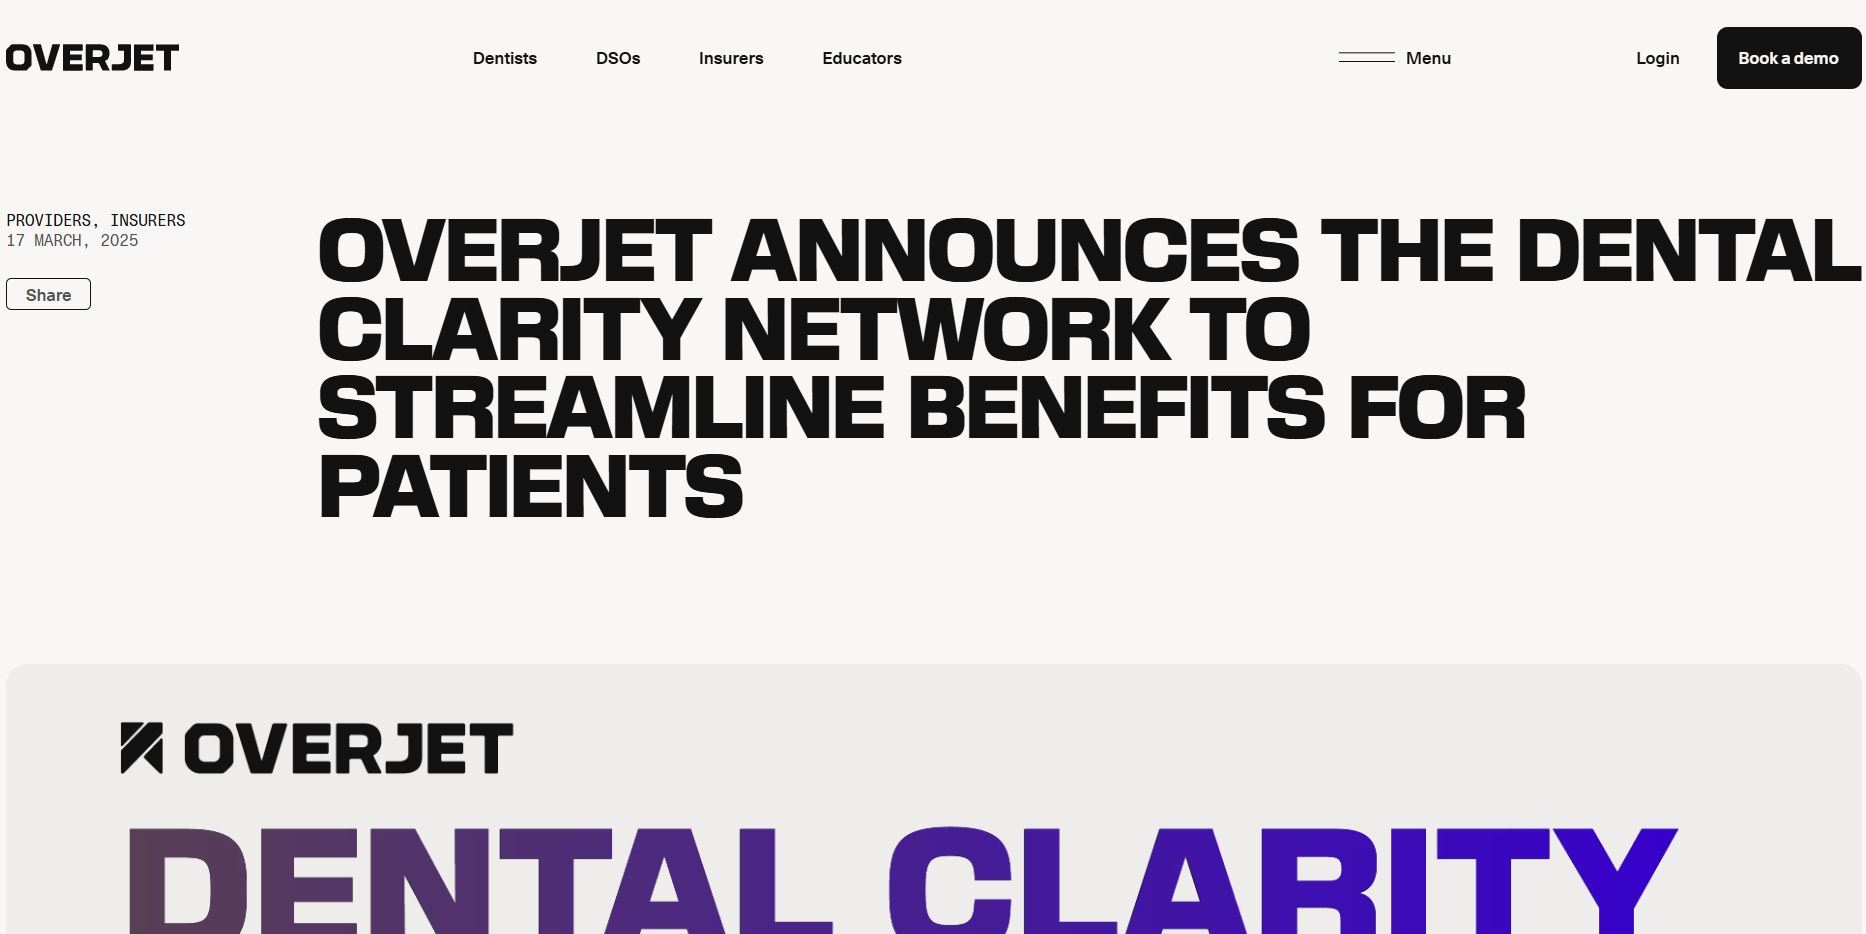 OVERJET
Dentists DSOs Insurers Educators
Menu
Login
Book a demo
PROVIDERS, INSURERS
17 MARCH, 2025
Share
OVERJET ANNOUNCES THE DENTAL
CLARITY NETWORK TO
STREAMLINE BENEFITS FOR
PATIENTS
OVERJET
DENTAL CLARITY